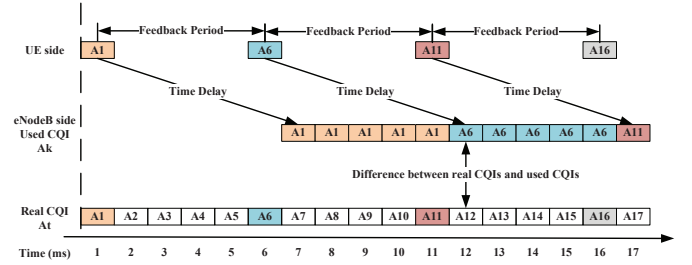 Feedback Period Feedback Period Feedback Period
UE side A1 A6 A11 A16
Time Delay Time Delay Time Delay
eNodeB side
Used CQI
Ak
A1 A1 A1 A1 A1 A6 A6 A6 A6 A6 A11
Difference between real CQIs and used CQIs
Real CQI
At
A1 A2 A3 A4 A5 A6 A7 A8 A9 A10 A11 A12 A13 A14 A15 A16 A17
Time (ms) 1 2 3 4 5 6 7 8 9 10 11 12 13 14 15 16 17